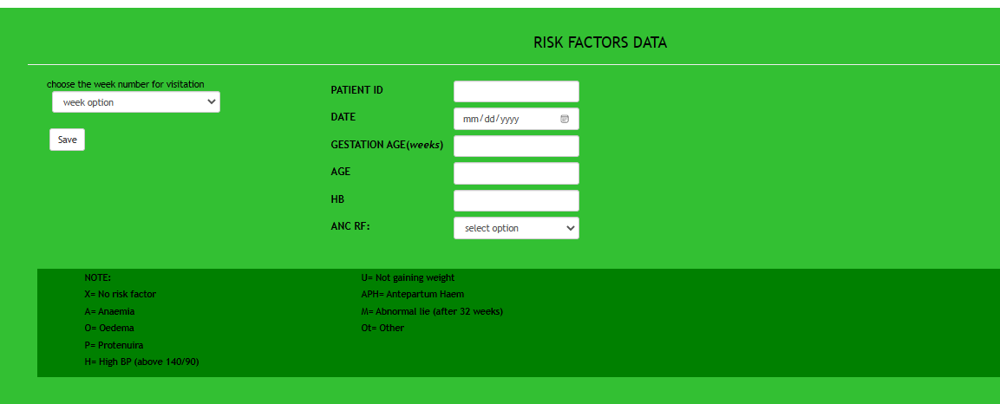 RISK FACTORS DATA
choose the week number for visitation
week option
Save
PATIENT ID
DATE
mm/dd/yyyy
GESTATION AGE(weeks)
AGE
HB
ANC RF:
select option
NOTE:
X= No risk factor
A= Anaemia
O= Oedema
P= Protenuira
H= High BP (above 140/90)
U= Not gaining weight
APH= Antepartum Haem
M= Abnormal lie (after 32 weeks)
Ot= Other